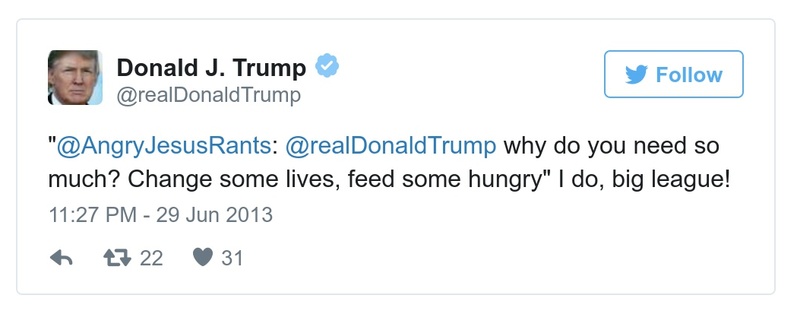 Donald J. Trump
@realDonaldTrump
Follow
"@AngryJesusRants: @realDonaldTrump why do you need so
much? Change some lives, feed some hungry" I do, big league!
11:27 PM - 29 Jun 2013
22 31